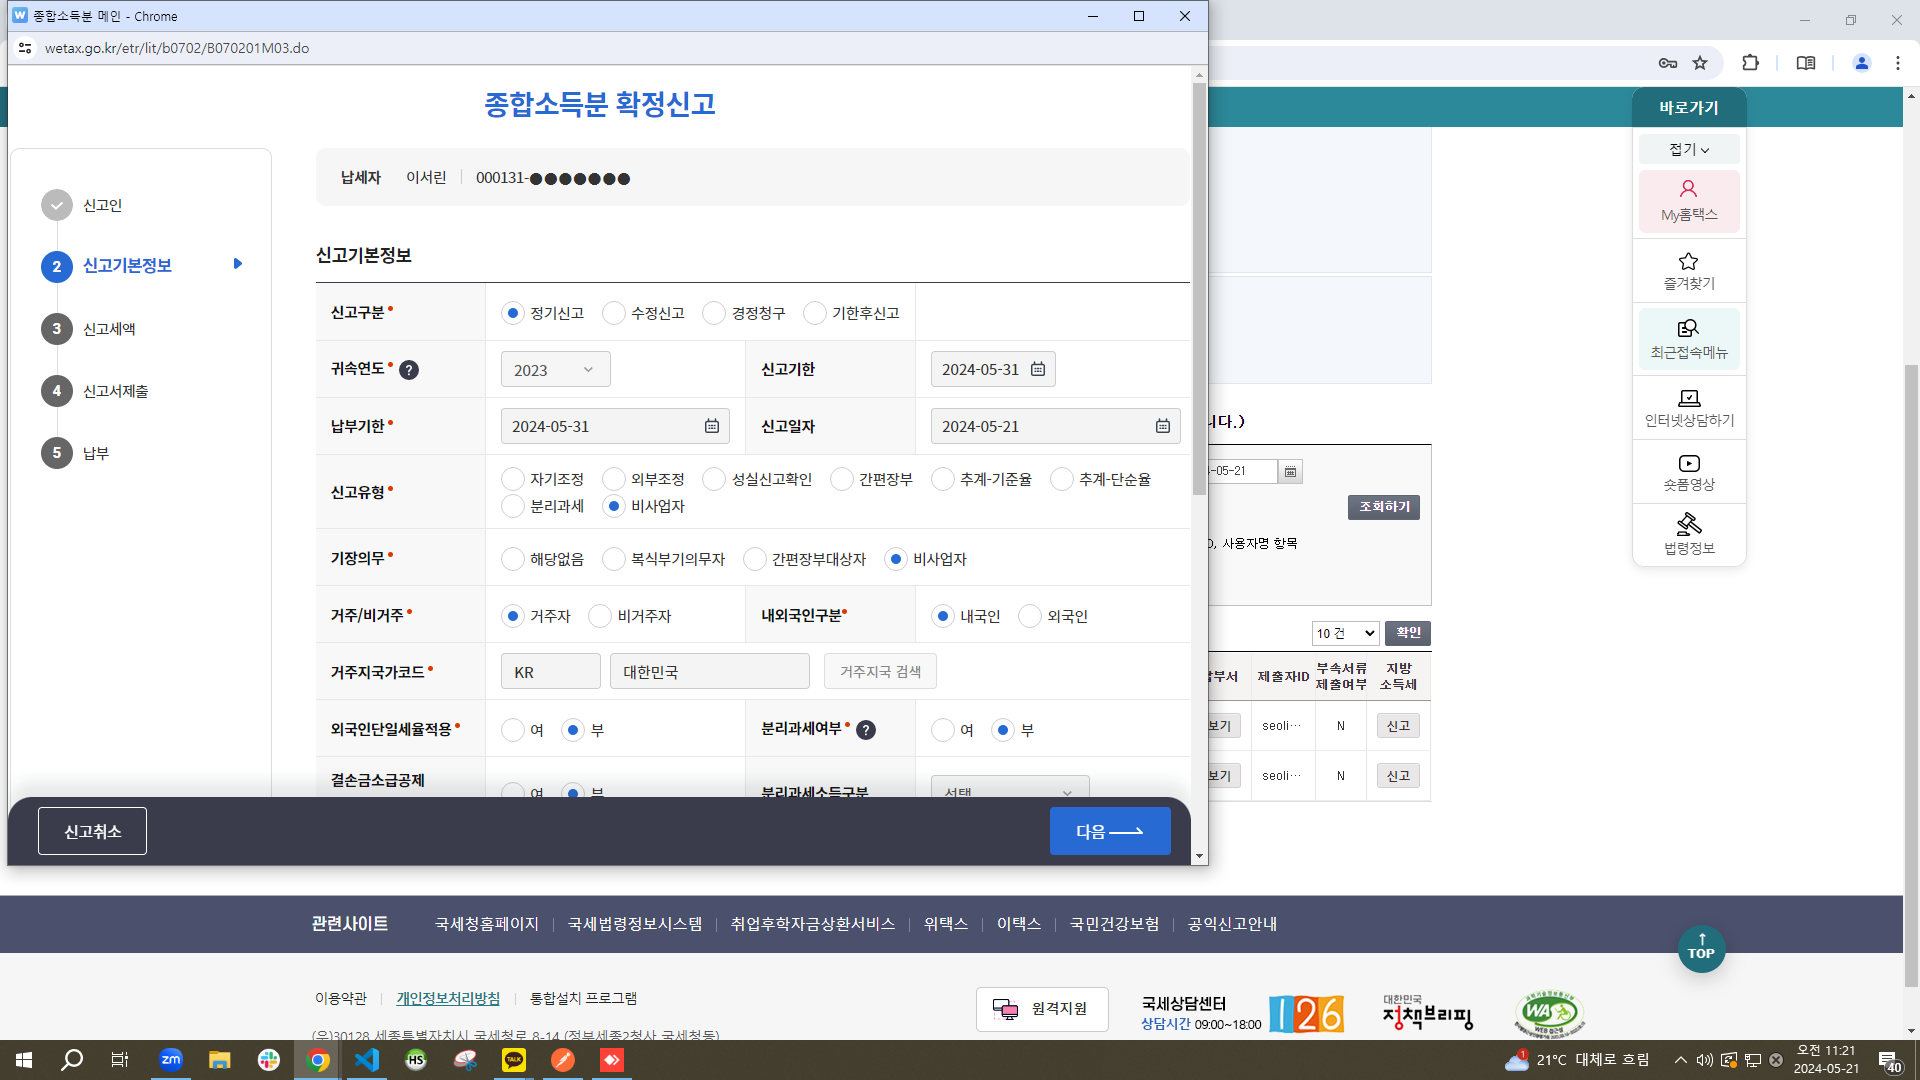 종합소득분 메인 - Chrome
wetax.go.kr/etr/lit/b0702/B070201M03.do
종합소득분 확정신고
납세자 이서린 000131-●●●●●●●
신고인
2 신고기본정보
3 신고세액
4 신고서제출
5 납부
신고기본정보
신고구분 정기신고 수정신고 경정청구 기한후신고
귀속연도 ? 2023 신고기한 2024-05-31
납부기한 2024-05-31 신고일자 2024-05-21
신고유형 자기조정 외부조정 성실신고확인 간편장부 추계-기준율 추계-단순율
분리과세 비사업자
기장의무 해당없음 복식부기의무자 간편장부대상자 비사업자
거주/비거주 거주자 비거주자 내외국인구분 내국인 외국인
거주지국가코드 KR 대한민국 거주지국 검색
외국인단일세율적용 여 부 분리과세여부 ? 여 부
결손금소급공제 여 부 분리과세소득구분 선택
신고취소 다음
바로가기
접기
My홈택스
즐겨찾기
최근접속메뉴
인터넷상담하기
숏폼영상
법령정보
니다.)
-05-21
조회하기
D, 사용자명 항목
10 건 확인
납부서 제출자ID 부속서류 제출여부 지방 소득세
보기 seoli… N 신고
보기 seoli… N 신고
관련사이트 국세청홈페이지 국세법령정보시스템 취업후학자금상환서비스 위택스 이택스 국민건강보험 공익신고안내
TOP
이용약관 개인정보처리방침 통합설치 프로그램
(우)30128 세종특별자치시 국세청로 8-14 (정부세종2청사 국세청동)
원격지원
국세상담센터
상담시간 09:00~18:00
126
대한민국
정책브리핑
WA
WEB 접근성
zm
HS
TALK
1
21°C 대체로 흐림
오전 11:21
2024-05-21
40